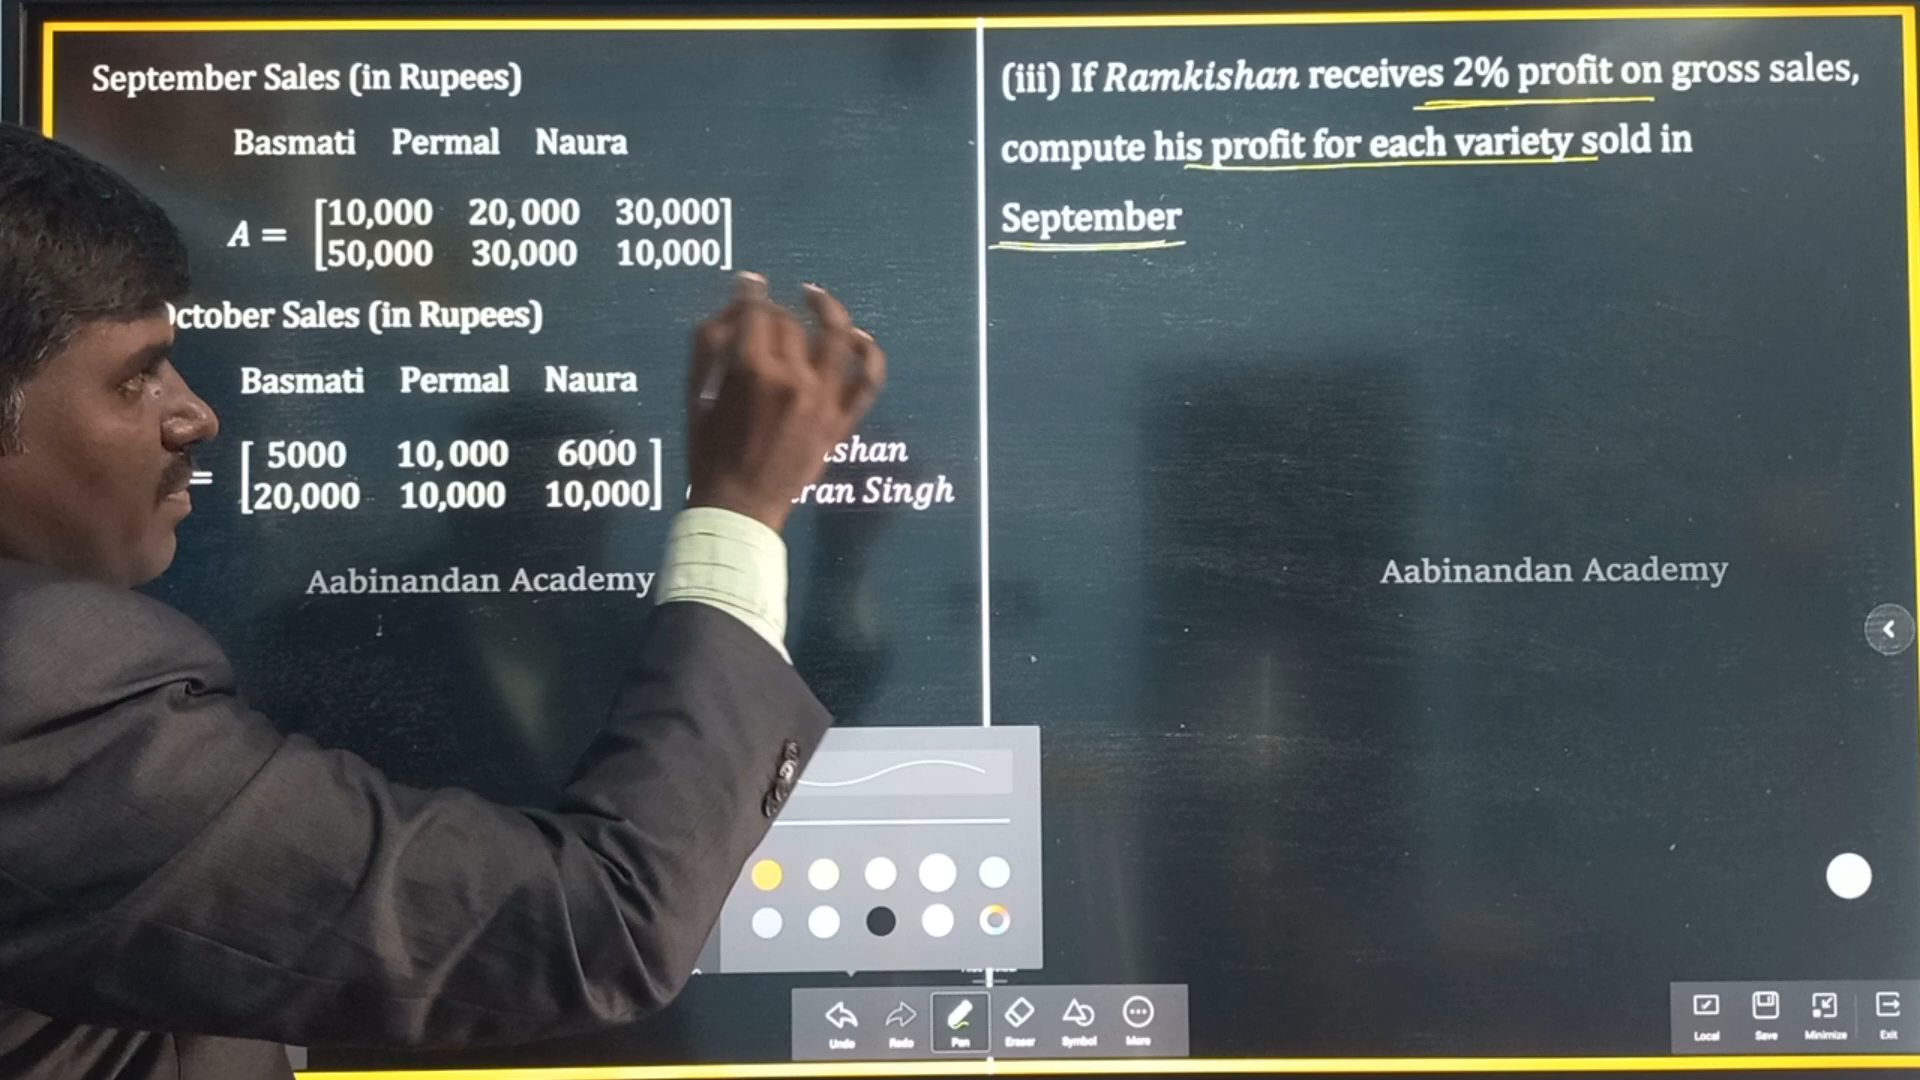 September Sales (in Rupees)
Basmati Permal Naura
A = [10,000 20,000 30,000]
[50,000 30,000 10,000]
ctober Sales (in Rupees)
Basmati Permal Naura
= [5000 10,000 6000]
[20,000 10,000 10,000]
shan
ran Singh
Aabinandan Academy
(iii) If Ramkishan receives 2% profit on gross sales,
compute his profit for each variety sold in
September
Aabinandan Academy
Undo Redo Pen Eraser Symbol More
Local Save Minimize Exit